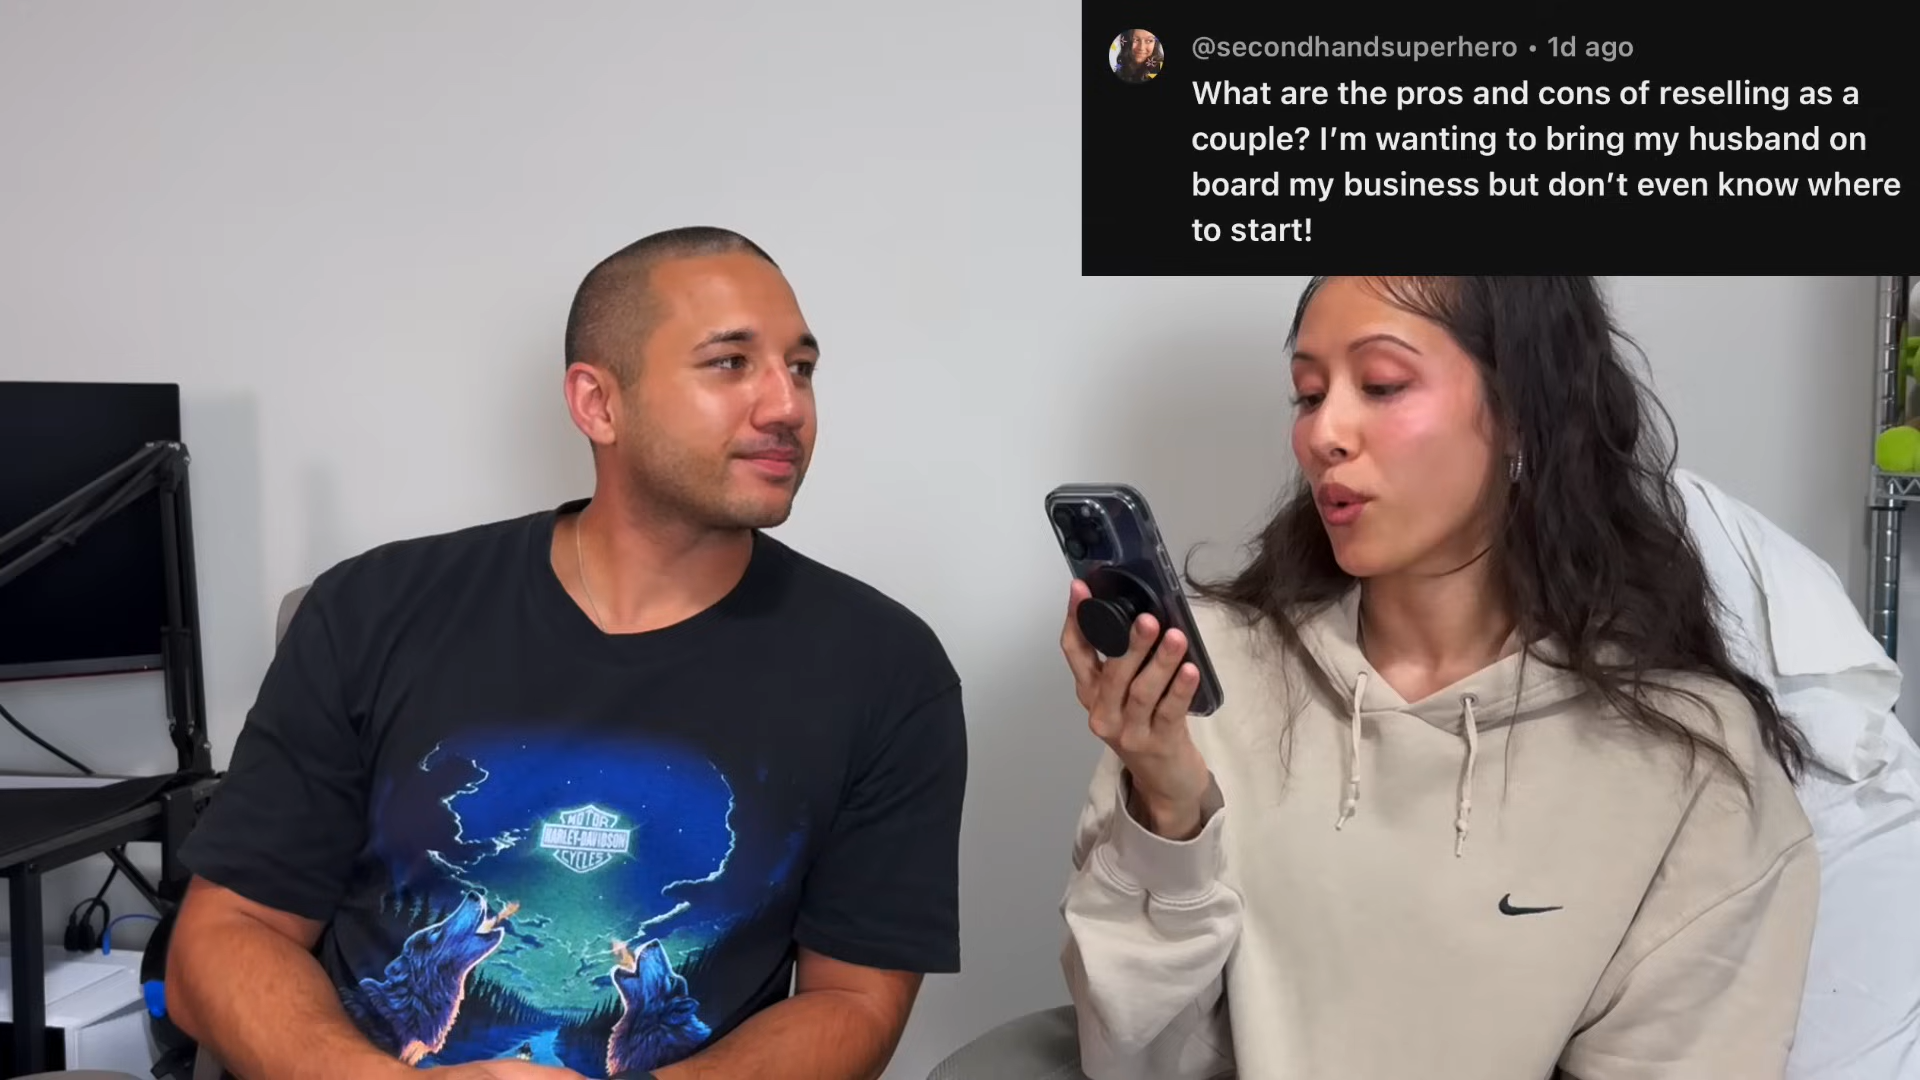 @secondhandsuperhero • 1d ago
What are the pros and cons of reselling as a
couple? I’m wanting to bring my husband on
board my business but don’t even know where
to start!
MOTOR
HARLEY-DAVIDSON
CYCLES